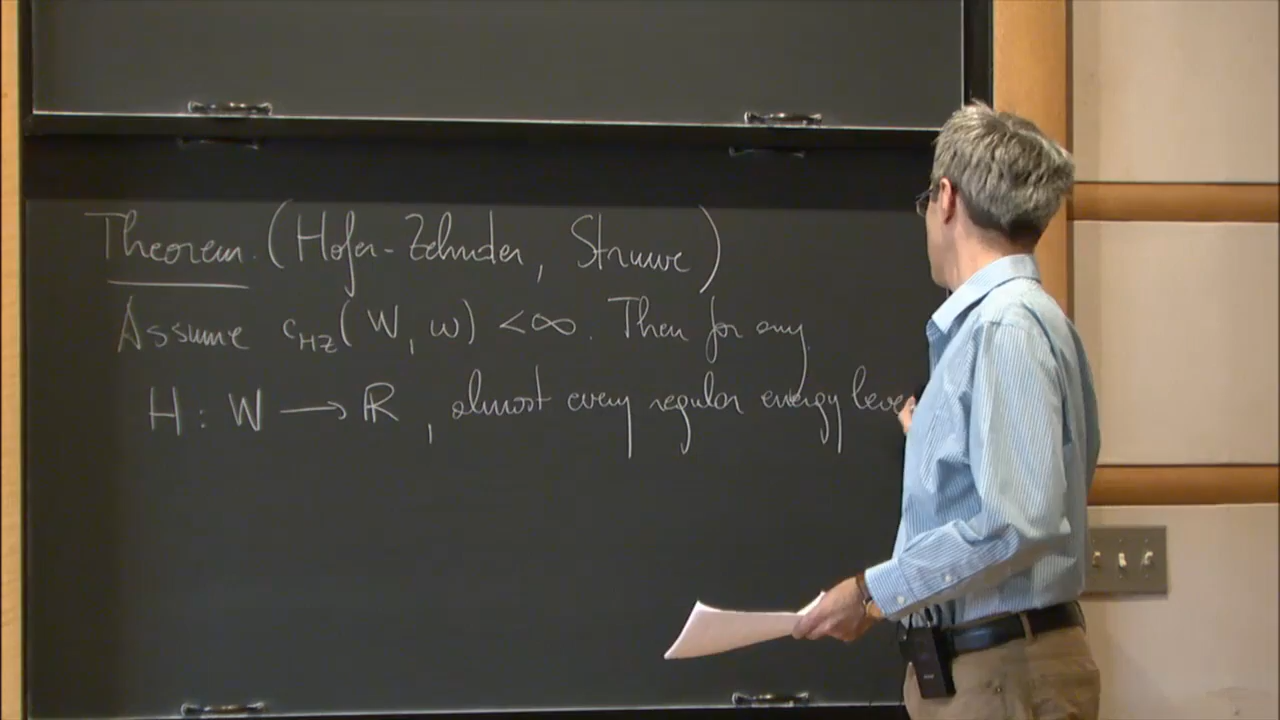 Theorem. (Hofer-Zehnder, Struwe)
Assume c_HZ(W, ω) < ∞. Then for any
H : W → ℝ, almost every regular energy leve